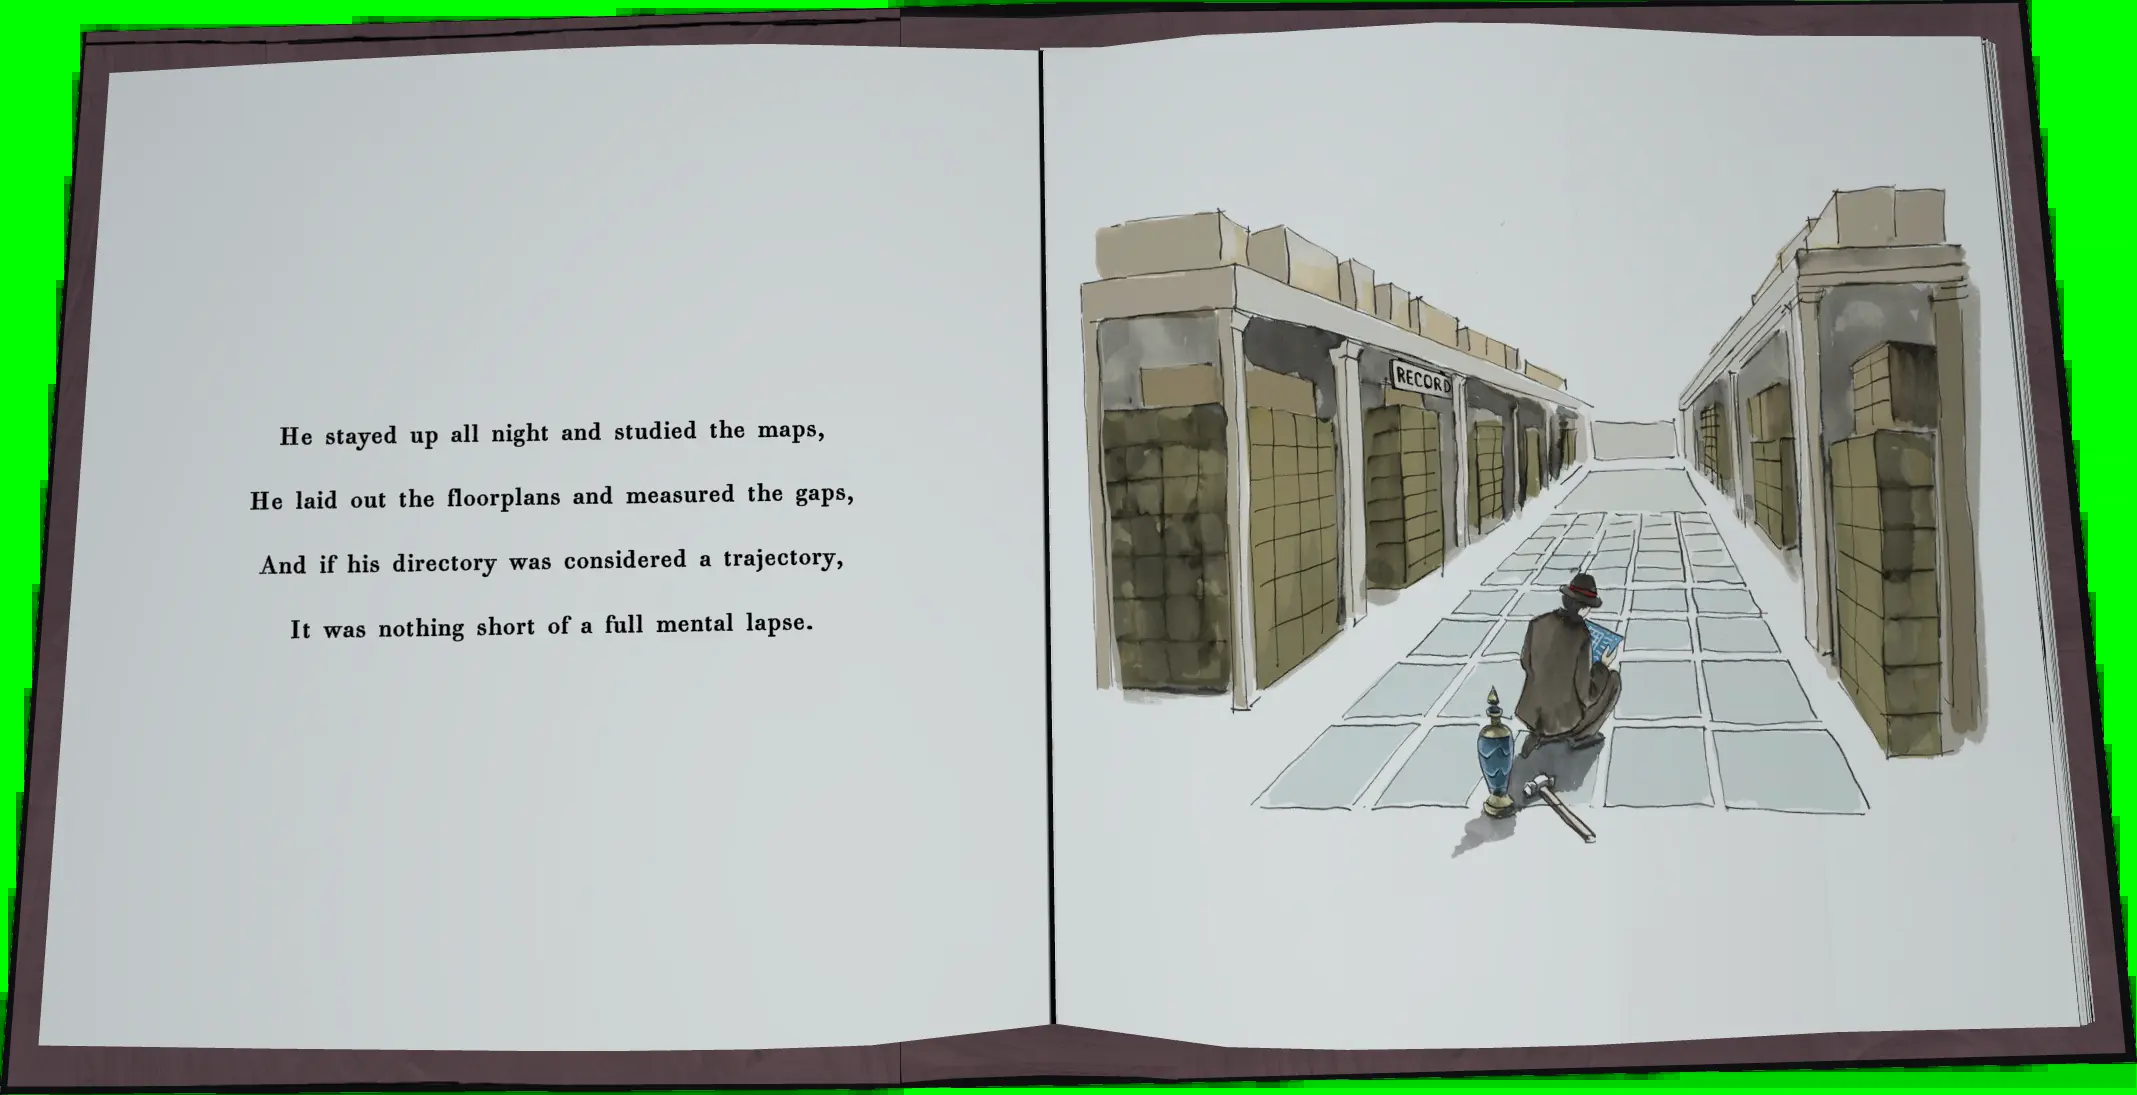 He stayed up all night and studied the maps,
He laid out the floorplans and measured the gaps,
And if his directory was considered a trajectory,
It was nothing short of a full mental lapse.
RECORD